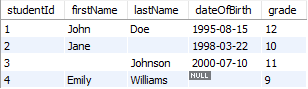 studentId firstName lastName dateOfBirth grade
1 John Doe 1995-08-15 12
2 Jane 1998-03-22 10
3 Johnson 2000-07-10 11
4 Emily Williams NULL 9